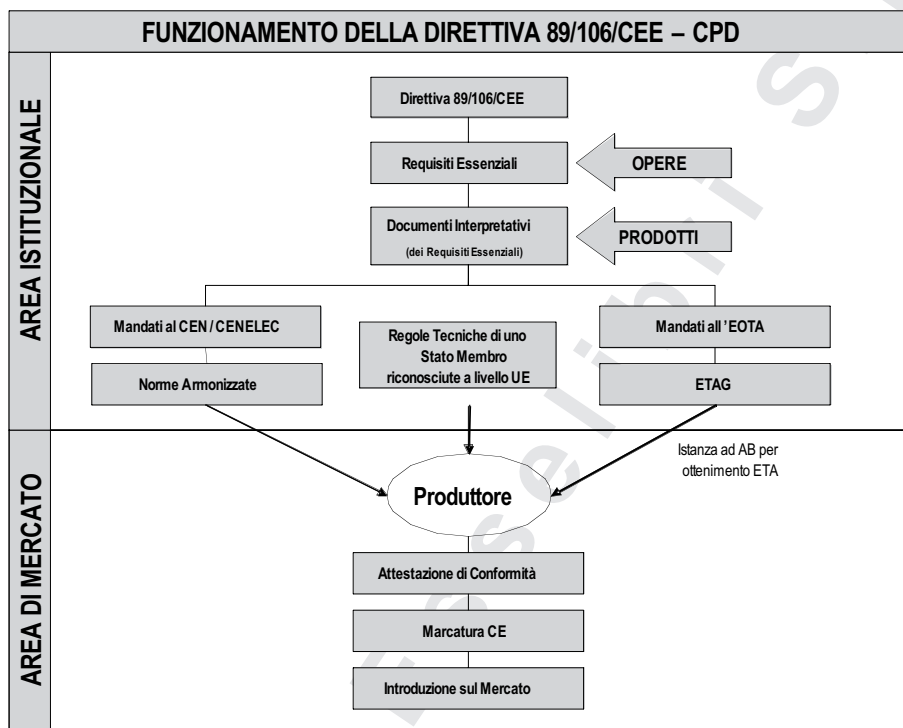 FUNZIONAMENTO DELLA DIRETTIVA 89/106/CEE – CPD
AREA ISTITUZIONALE
Direttiva 89/106/CEE
Requisiti Essenziali
OPERE
Documenti Interpretativi
(dei Requisiti Essenziali)
PRODOTTI
Mandati al CEN / CENELEC
Regole Tecniche di uno
Stato Membro
riconosciute a livello UE
Mandati all 'EOTA
Norme Armonizzate
ETAG
AREA DI MERCATO
Istanza ad AB per
ottenimento ETA
Produttore
Attestazione di Conformità
Marcatura CE
Introduzione sul Mercato
Esselibri S